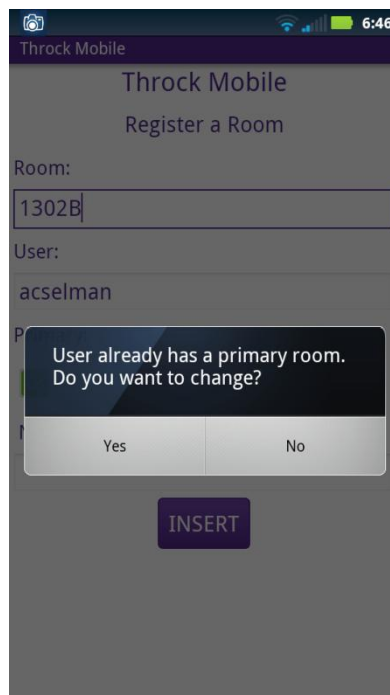 6:46
Throck Mobile
Throck Mobile
Register a Room
Room:
1302B
User:
acselman
User already has a primary room.
Do you want to change?
Yes
No
INSERT